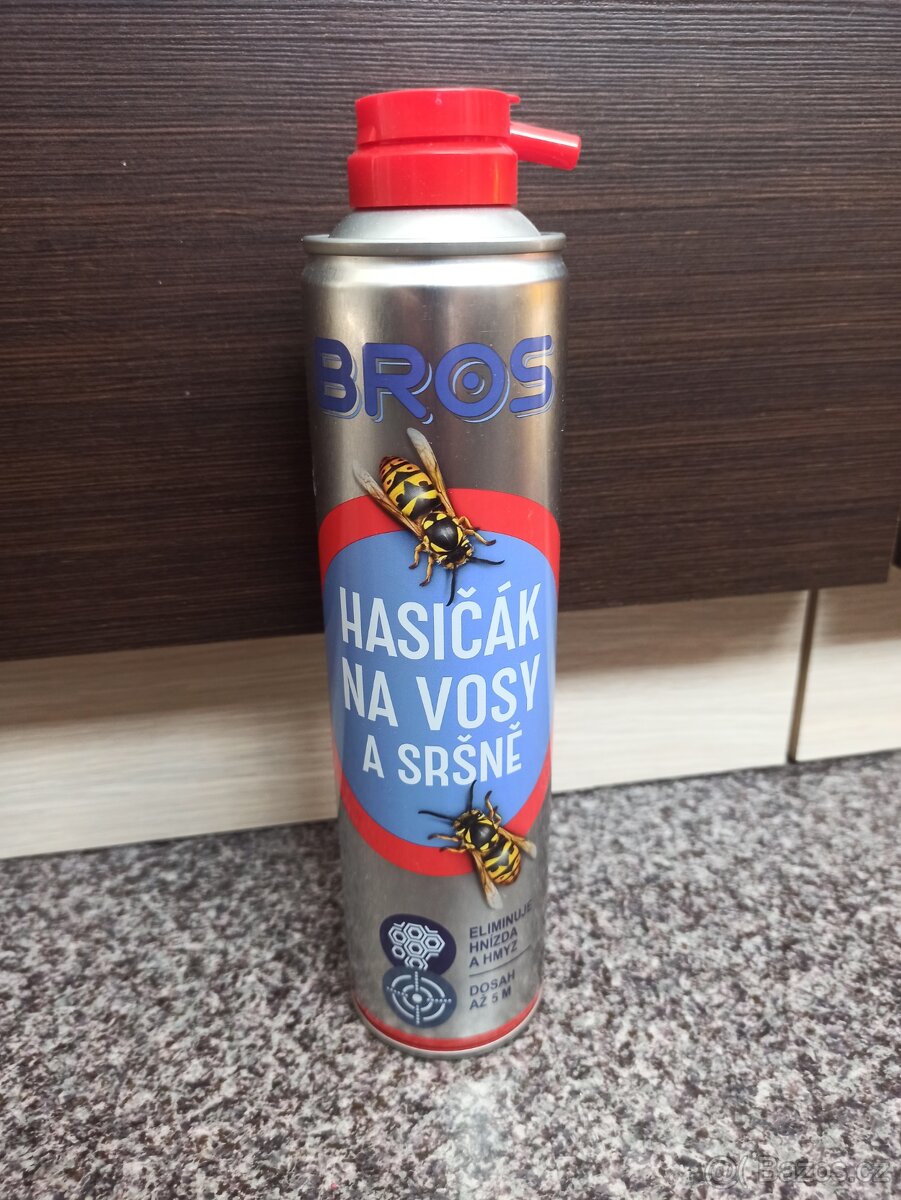 BROS
HASIČÁK
NA VOSY
A SRŠNĚ
ELIMINUJE
HNÍZDA
A HMYZ
DOSAH
AŽ 5 M
@ Bazos.cz